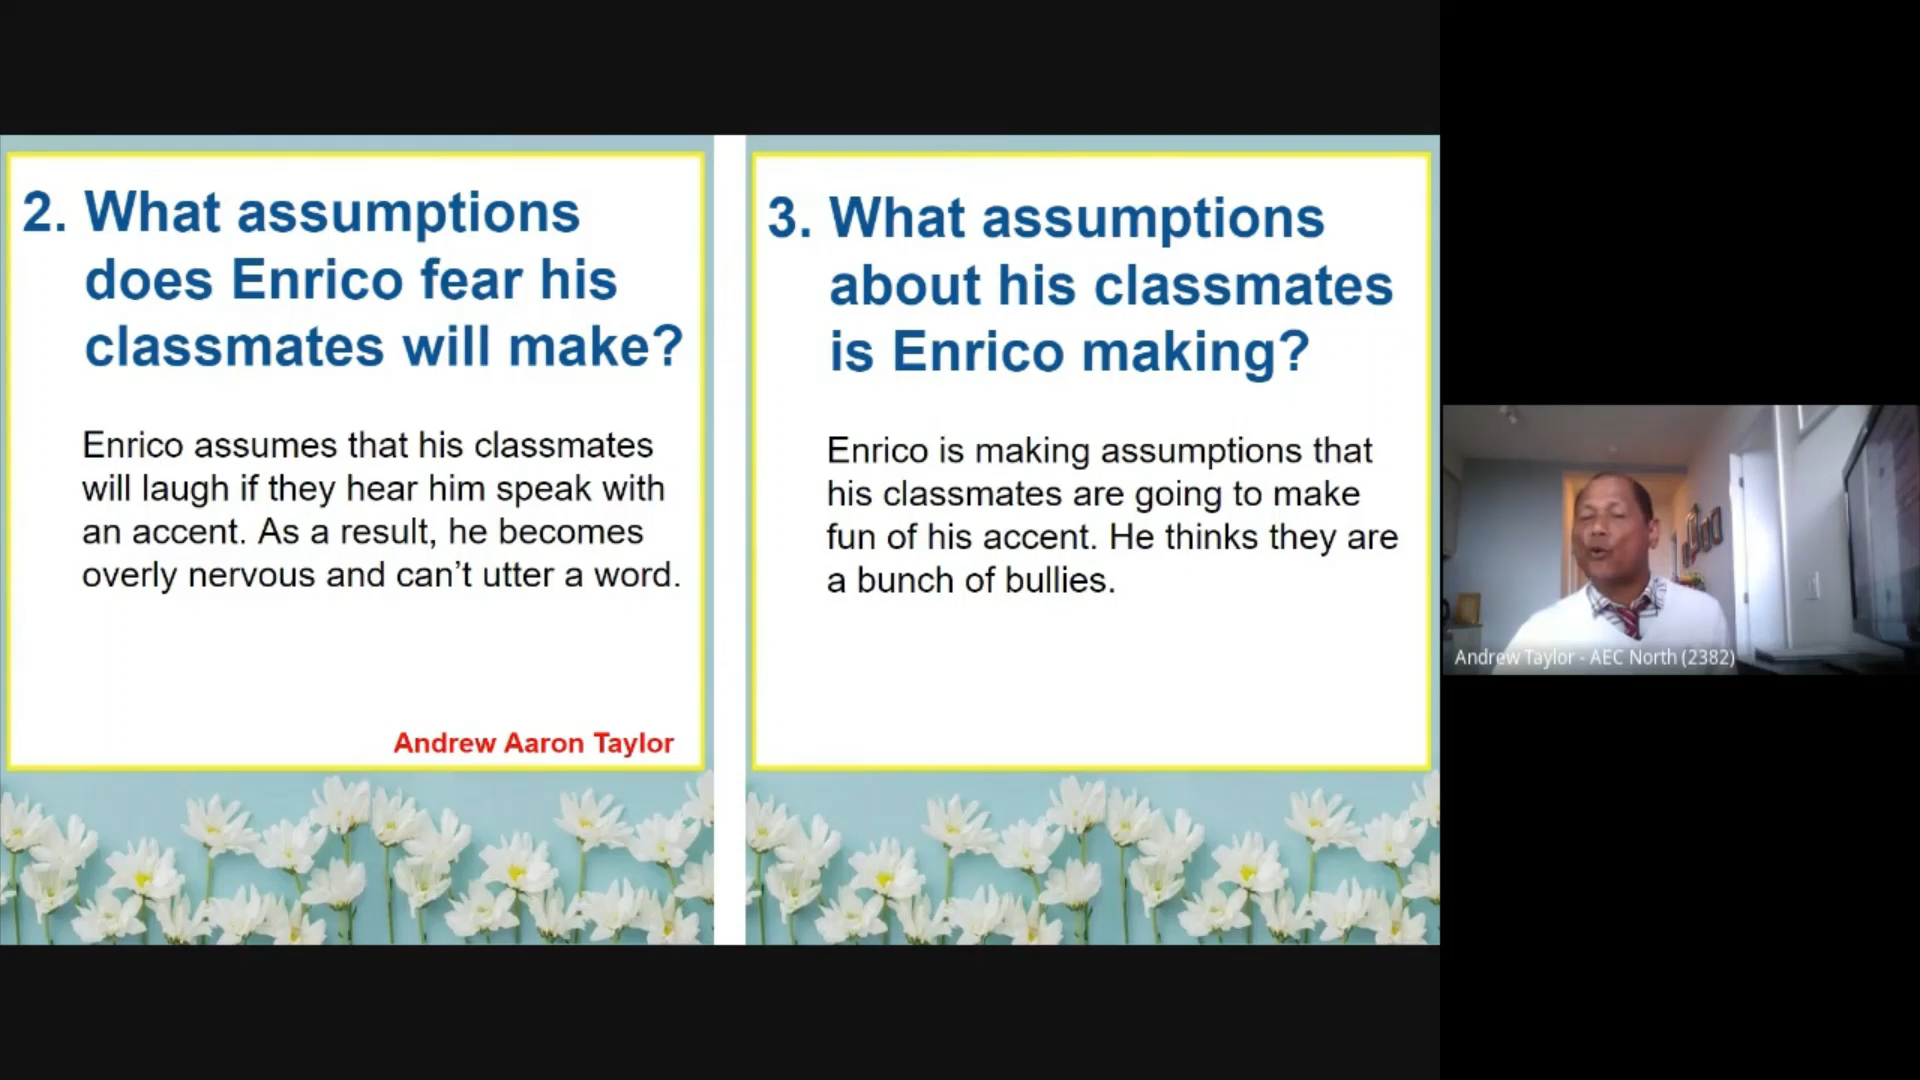 2. What assumptions
does Enrico fear his
classmates will make?
Enrico assumes that his classmates
will laugh if they hear him speak with
an accent. As a result, he becomes
overly nervous and can’t utter a word.
Andrew Aaron Taylor
3. What assumptions
about his classmates
is Enrico making?
Enrico is making assumptions that
his classmates are going to make
fun of his accent. He thinks they are
a bunch of bullies.
Andrew Taylor - AEC North (2382)